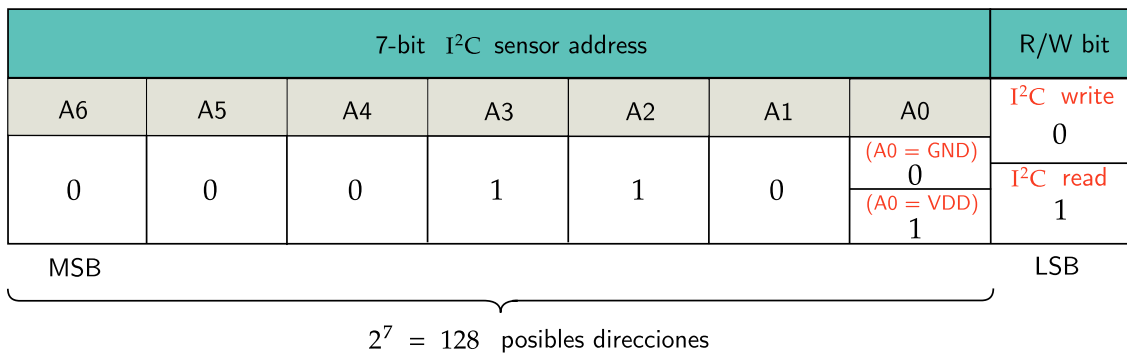 7-bit I²C sensor address R/W bit
A6 A5 A4 A3 A2 A1 A0 I²C write
0
0 0 0 1 1 0 (A0 = GND)
0
(A0 = VDD)
1
I²C read
1
MSB LSB
2⁷ = 128 posibles direcciones